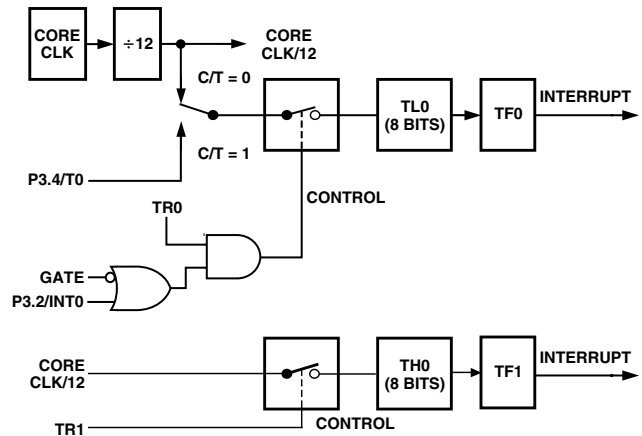 CORE
CLK
÷12
CORE
CLK/12
C/T = 0
C/T = 1
P3.4/T0
TL0
(8 BITS)
TF0
INTERRUPT
TR0
CONTROL
GATE
P3.2/INT0
CORE
CLK/12
TH0
(8 BITS)
TF1
INTERRUPT
TR1
CONTROL